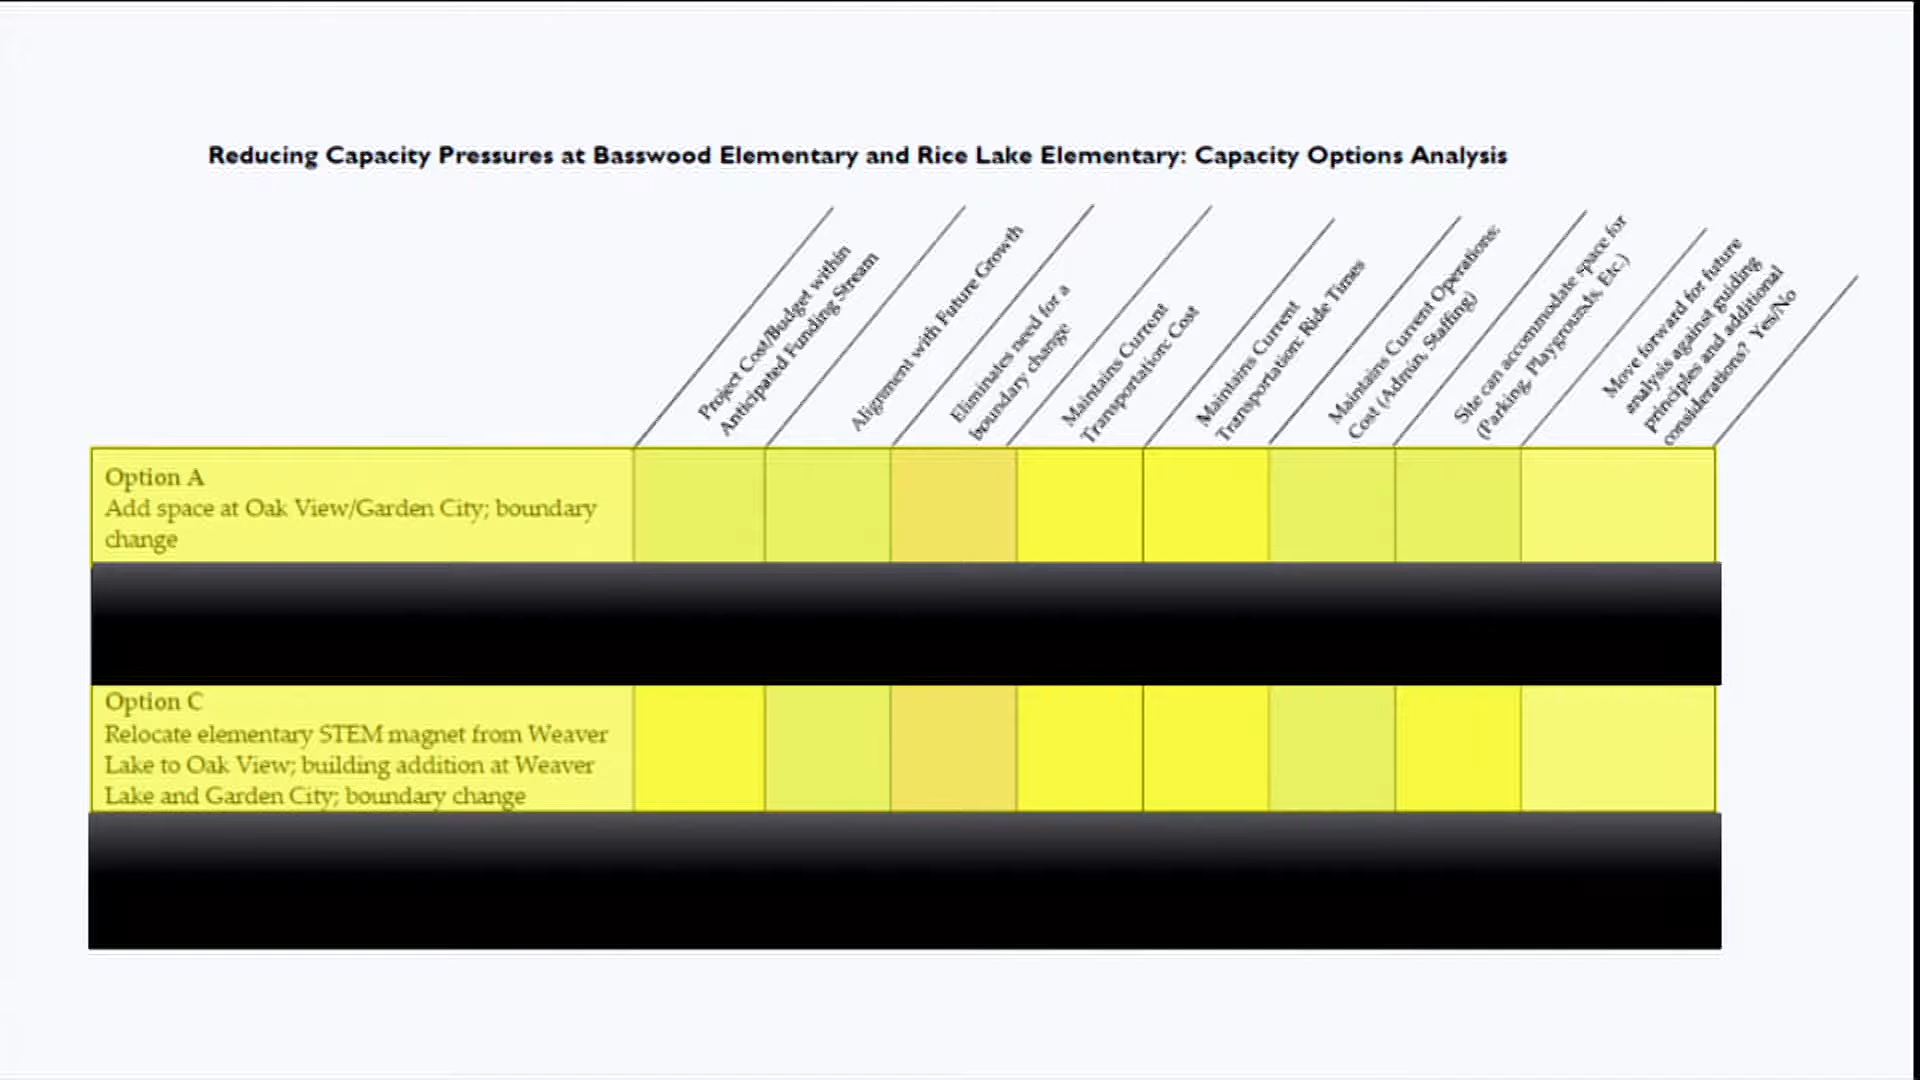 Reducing Capacity Pressures at Basswood Elementary and Rice Lake Elementary: Capacity Options Analysis
Project Cost/Budget within
Anticipated Funding Stream
Alignment with Future Growth
Eliminates need for a
boundary change
Maintains Current
Transportation: Cost
Maintains Current
Transportation: Ride Times
Maintains Current Operations:
Cost (Admin, Staffing)
Site can accommodate space for
(Parking, Playgrounds, Etc.)
Move forward for future
analysis against guiding
principles and additional
considerations? Yes/No
Option A
Add space at Oak View/Garden City; boundary
change
Option C
Relocate elementary STEM magnet from Weaver
Lake to Oak View; building addition at Weaver
Lake and Garden City; boundary change